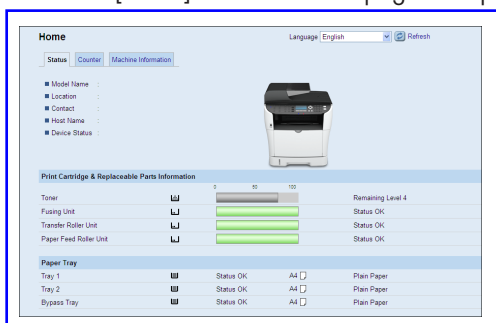 Home Language English Refresh
Status Counter Machine Information
Model Name :
Location :
Contact :
Host Name :
Device Status :
Print Cartridge & Replaceable Parts Information
0 50 100
Toner Remaining Level 4
Fusing Unit Status OK
Transfer Roller Unit Status OK
Paper Feed Roller Unit Status OK
Paper Tray
Tray 1 Status OK A4 Plain Paper
Tray 2 Status OK A4 Plain Paper
Bypass Tray Status OK A4 Plain Paper